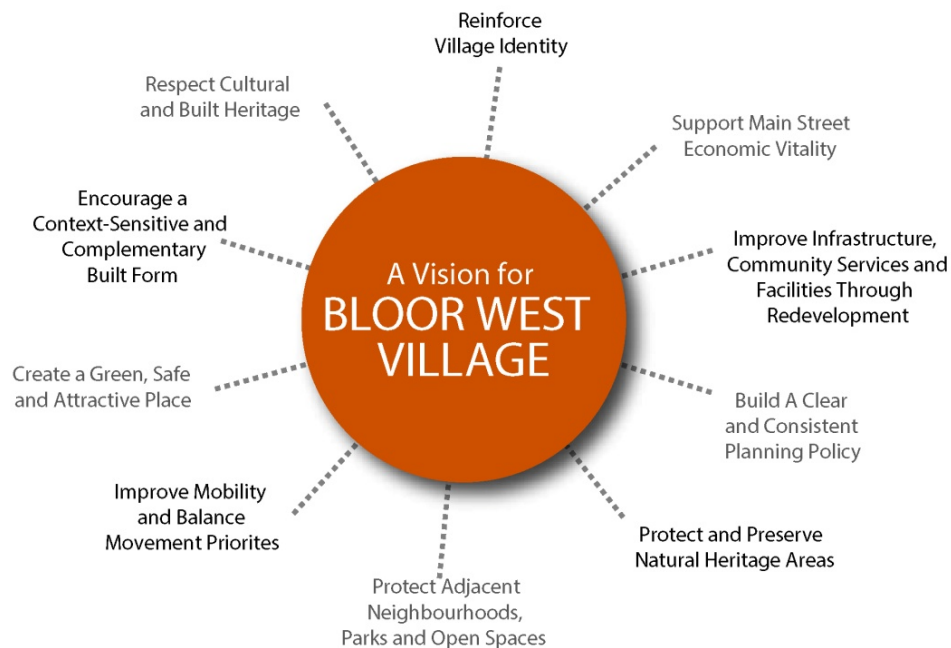 Reinforce
Village Identity
Support Main Street
Economic Vitality
Improve Infrastructure,
Community Services and
Facilities Through
Redevelopment
Build A Clear
and Consistent
Planning Policy
Protect and Preserve
Natural Heritage Areas
Protect Adjacent
Neighbourhoods,
Parks and Open Spaces
Improve Mobility
and Balance
Movement Priorites
Create a Green, Safe
and Attractive Place
Encourage a
Context-Sensitive and
Complementary
Built Form
Respect Cultural
and Built Heritage
A Vision for
BLOOR WEST
VILLAGE